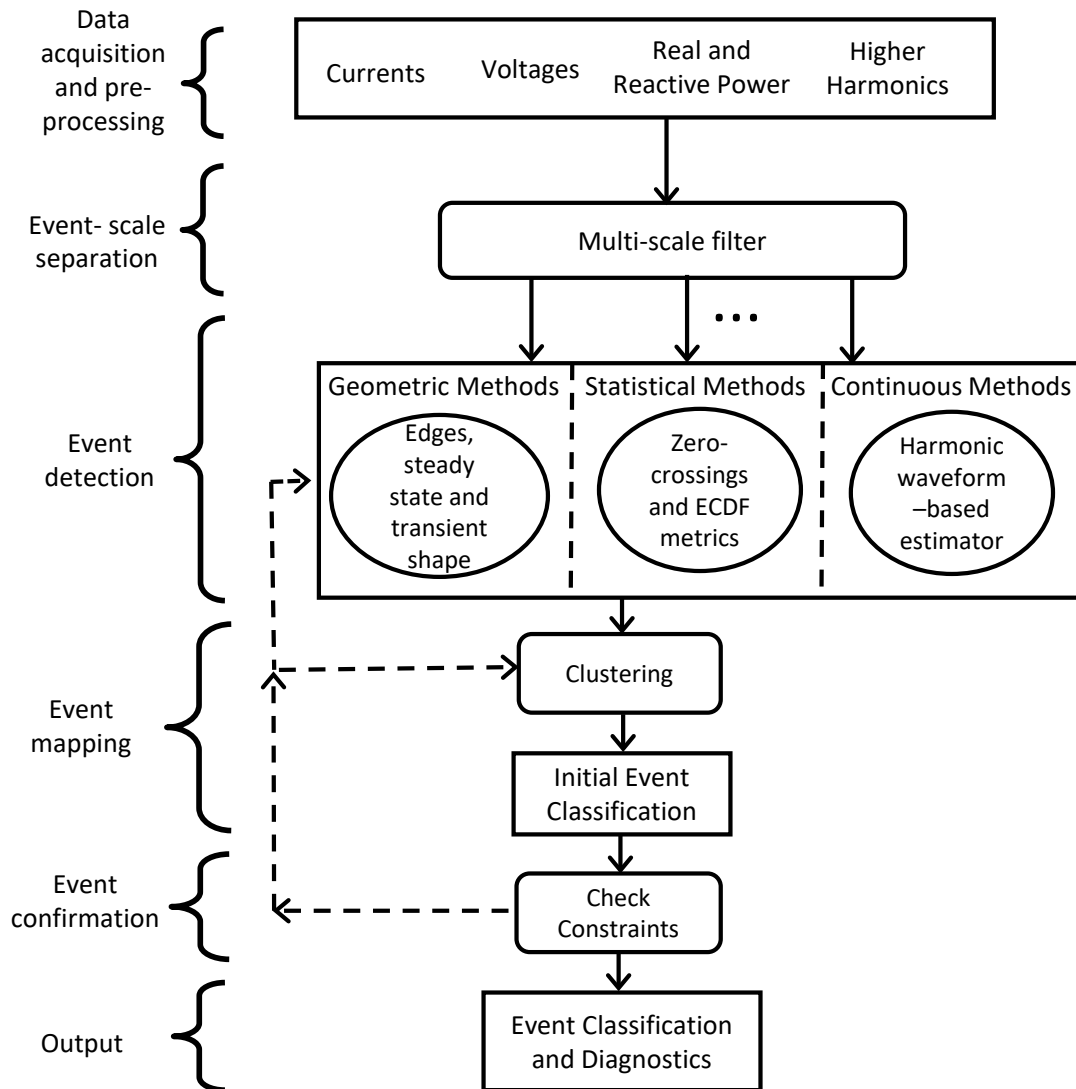 Data
acquisition
and pre-
processing
Currents
Voltages
Real and
Reactive Power
Higher
Harmonics
Event- scale
separation
Multi-scale filter
...
Event
detection
Geometric Methods
Edges,
steady
state and
transient
shape
Statistical Methods
Zero-
crossings
and ECDF
metrics
Continuous Methods
Harmonic
waveform
–based
estimator
Event
mapping
Clustering
Initial Event
Classification
Event
confirmation
Check
Constraints
Output
Event Classification
and Diagnostics